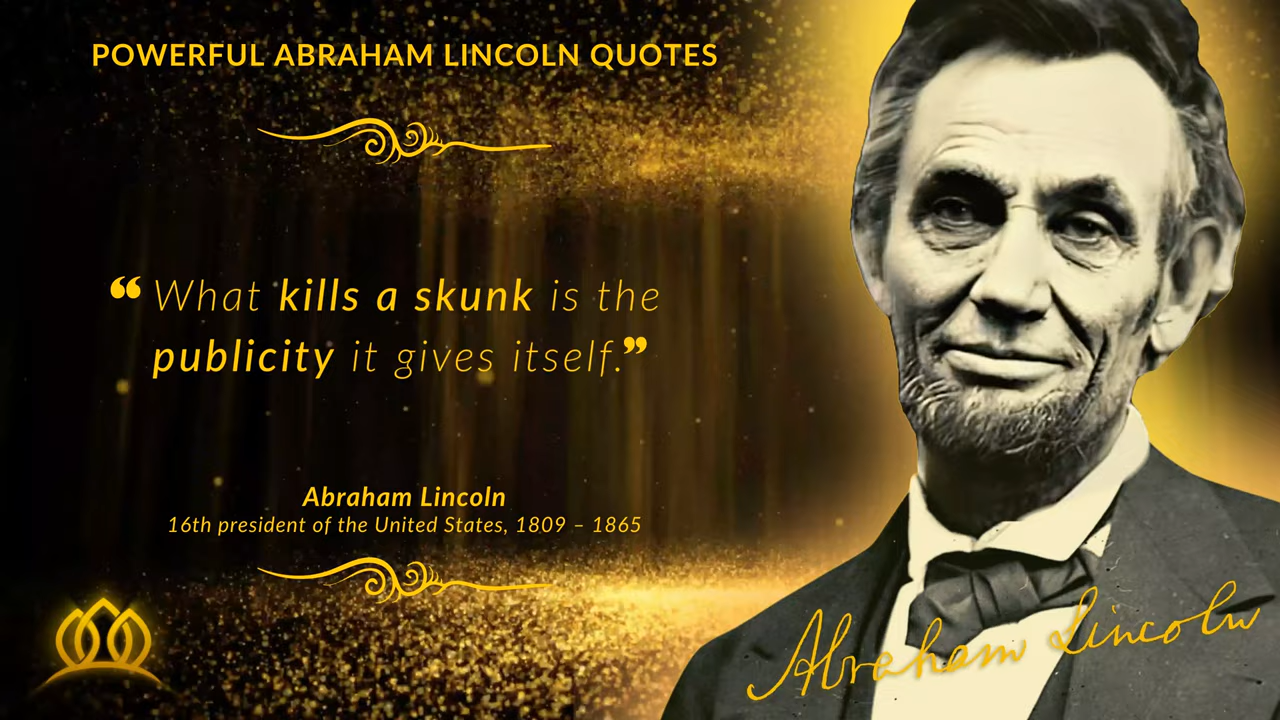 POWERFUL ABRAHAM LINCOLN QUOTES
❝What kills a skunk is the
publicity it gives itself.❞
Abraham Lincoln
16th president of the United States, 1809 – 1865
Abraham Lincoln